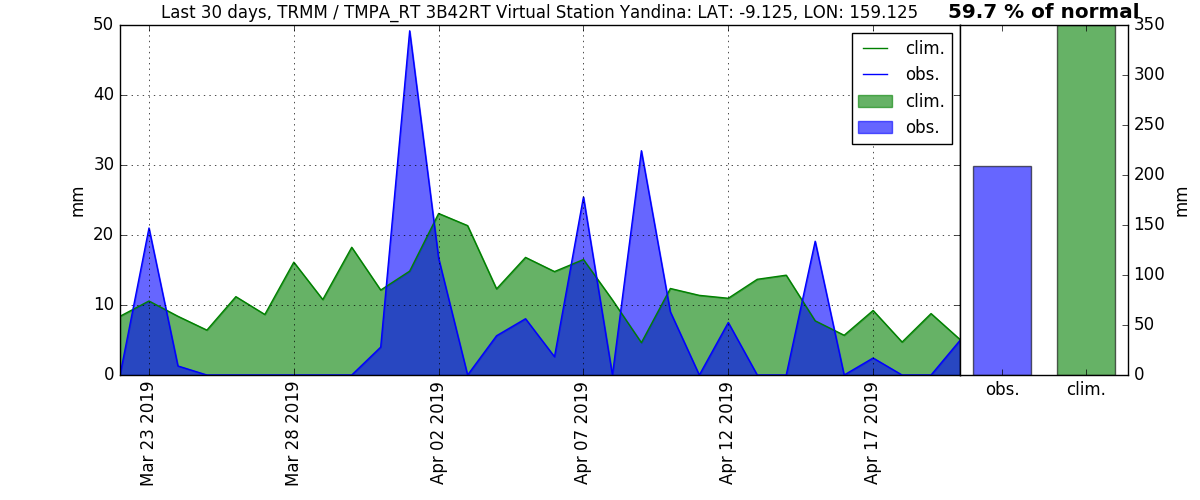 Last 30 days, TRMM / TMPA_RT 3B42RT Virtual Station Yandina: LAT: -9.125, LON: 159.125
59.7 % of normal
50
40
30
20
10
0
mm
clim.
obs.
clim.
obs.
350
300
250
200
150
100
50
0
mm
Mar 23 2019
Mar 28 2019
Apr 02 2019
Apr 07 2019
Apr 12 2019
Apr 17 2019
obs.
clim.